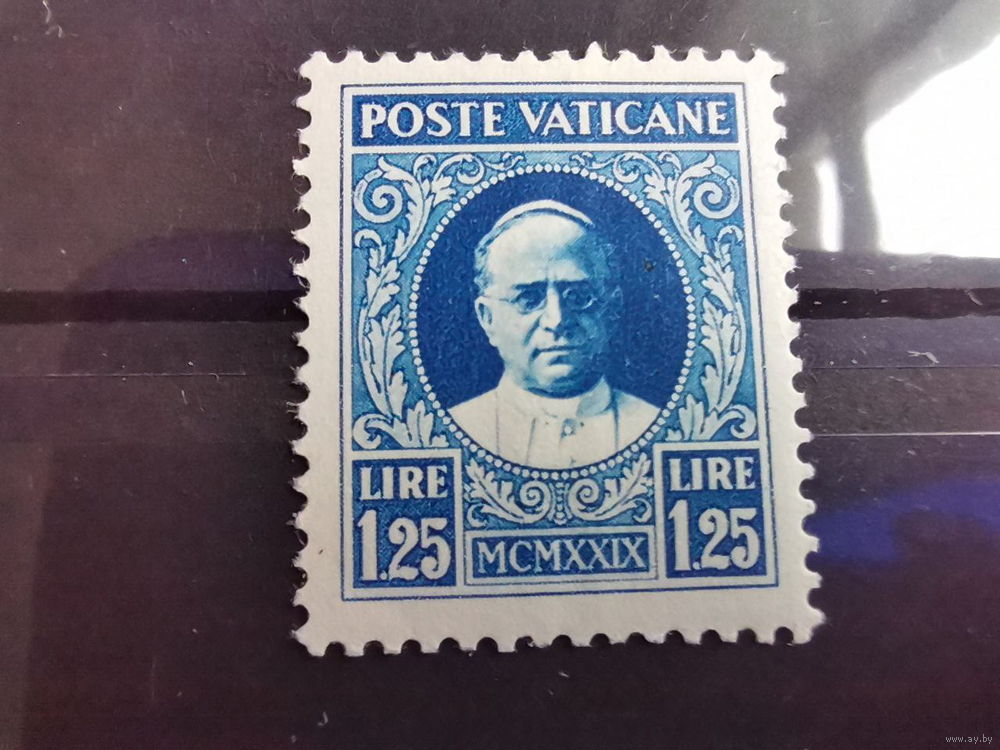 POSTE VATICANE
LIRE
1.25
MCMXXIX
LIRE
1.25
www.ay.by